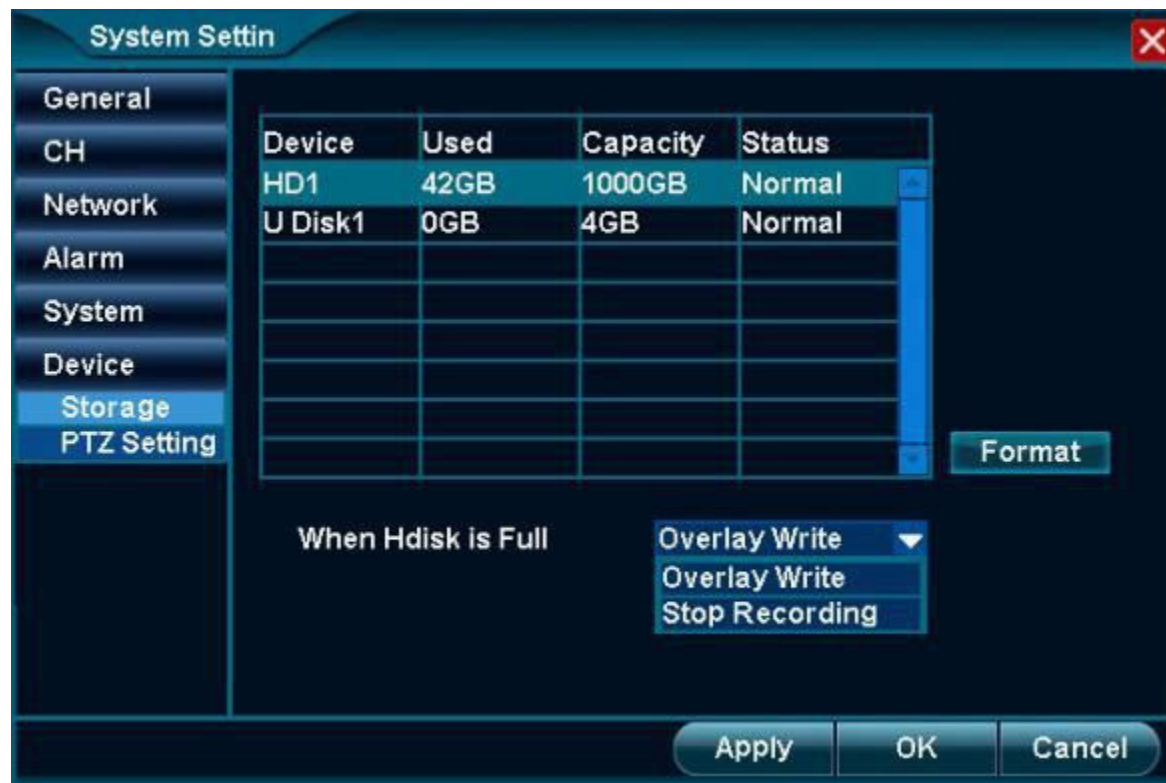 System Settin
General
CH
Network
Alarm
System
Device
Storage
PTZ Setting
Device Used Capacity Status
HD1 42GB 1000GB Normal
U Disk1 0GB 4GB Normal
Format
When Hdisk is Full Overlay Write
Overlay Write
Stop Recording
Apply OK Cancel